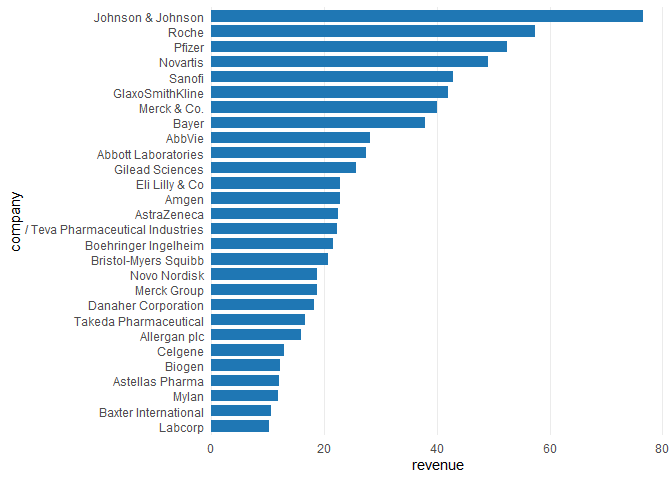 Johnson & Johnson
Roche
Pfizer
Novartis
Sanofi
GlaxoSmithKline
Merck & Co.
Bayer
AbbVie
Abbott Laboratories
Gilead Sciences
Eli Lilly & Co
Amgen
AstraZeneca
/ Teva Pharmaceutical Industries
Boehringer Ingelheim
Bristol-Myers Squibb
Novo Nordisk
Merck Group
Danaher Corporation
Takeda Pharmaceutical
Allergan plc
Celgene
Biogen
Astellas Pharma
Mylan
Baxter International
Labcorp
company
0 20 40 60 80
revenue